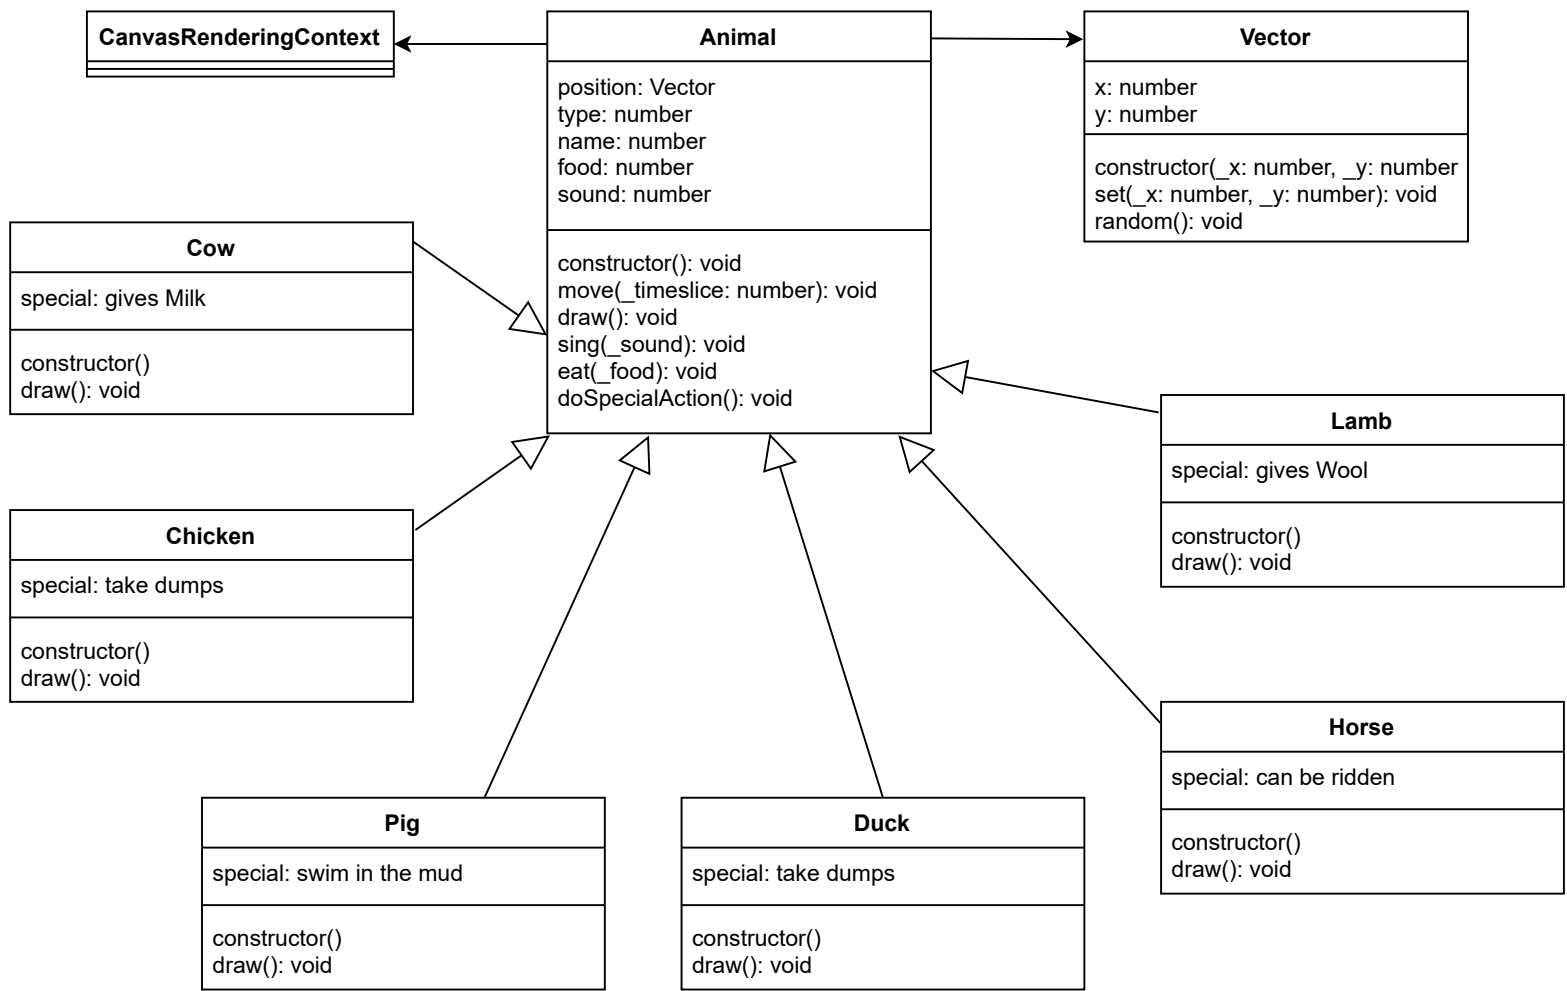 CanvasRenderingContext
Animal
position: Vector
type: number
name: number
food: number
sound: number
constructor(): void
move(_timeslice: number): void
draw(): void
sing(_sound): void
eat(_food): void
doSpecialAction(): void
Vector
x: number
y: number
constructor(_x: number, _y: number
set(_x: number, _y: number): void
random(): void
Cow
special: gives Milk
constructor()
draw(): void
Lamb
special: gives Wool
constructor()
draw(): void
Chicken
special: take dumps
constructor()
draw(): void
Horse
special: can be ridden
constructor()
draw(): void
Pig
special: swim in the mud
constructor()
draw(): void
Duck
special: take dumps
constructor()
draw(): void